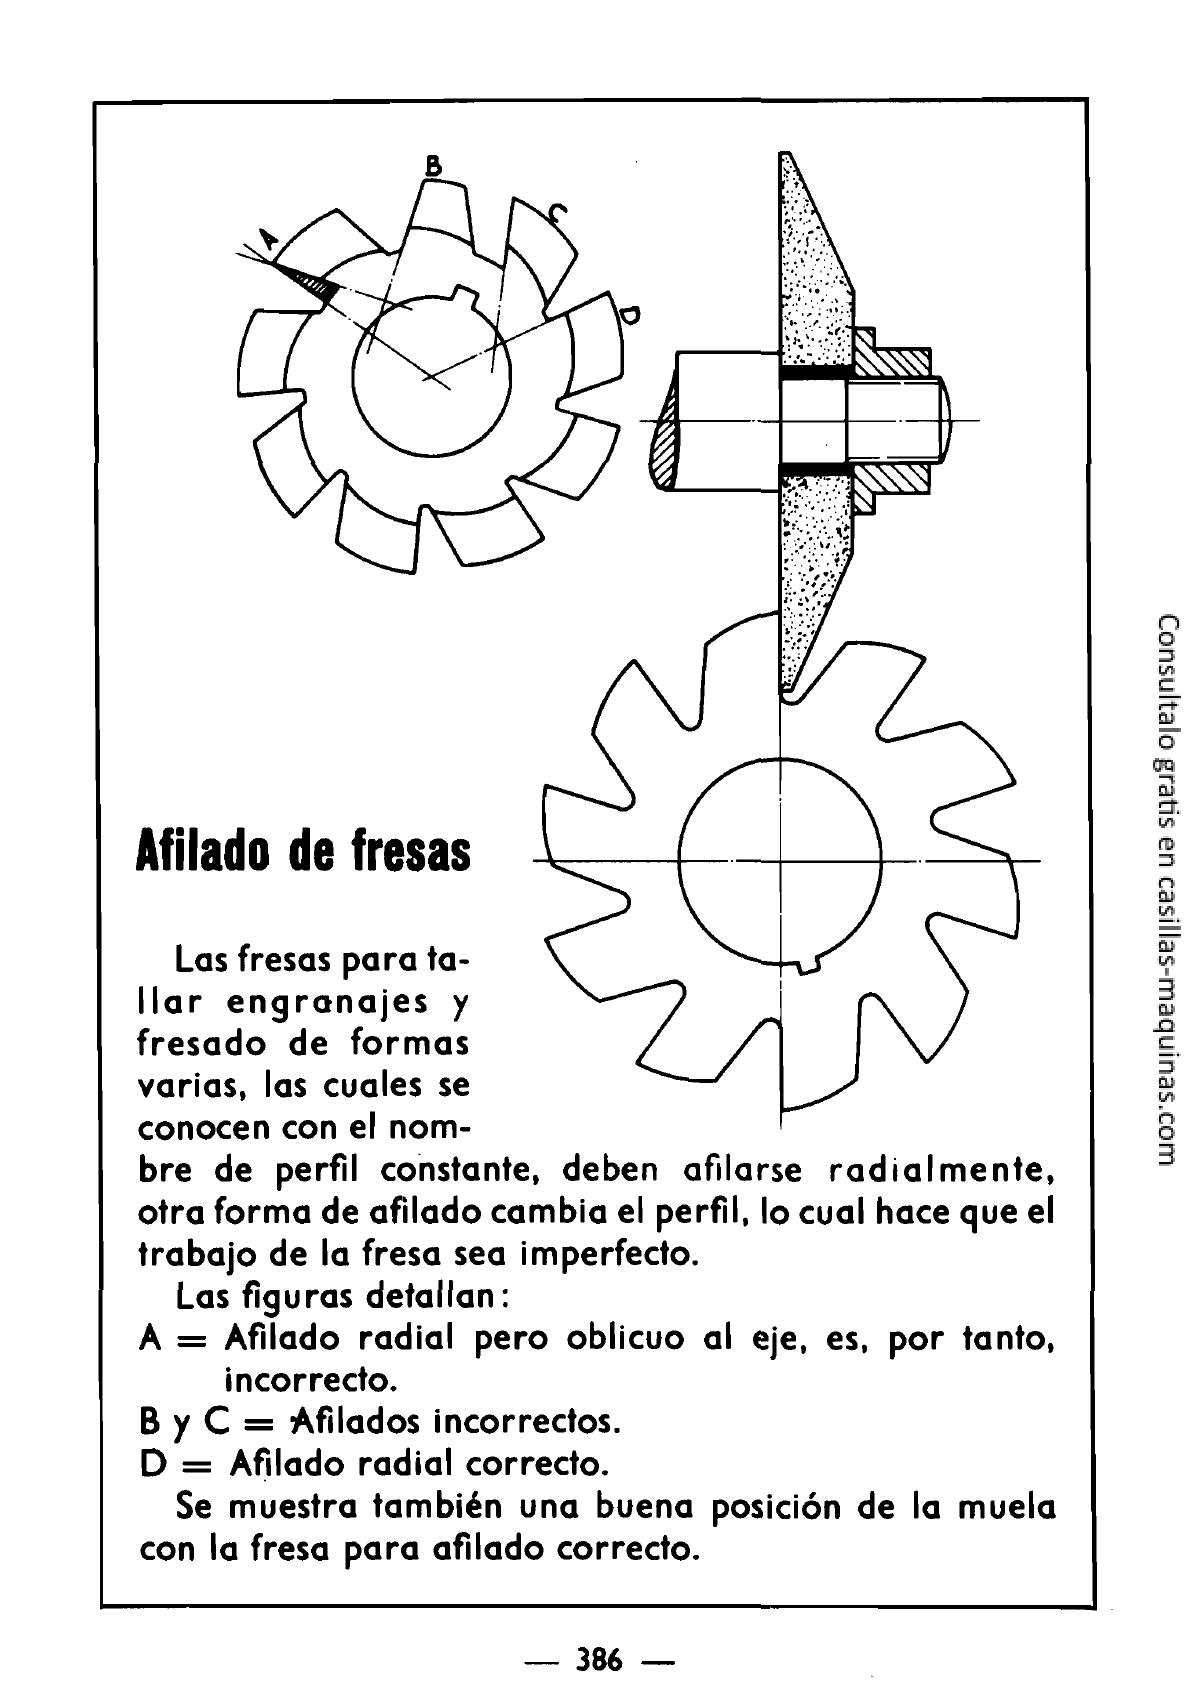 B
A
C
D
Afilado de fresas
Las fresas para ta-
llar engranajes y
fresado de formas
varias, las cuales se
conocen con el nom-
bre de perfil constante, deben afilarse radialmente,
otra forma de afilado cambia el perfil, lo cual hace que el
trabajo de la fresa sea imperfecto.
Las figuras detallan:
A = Afilado radial pero oblicuo al eje, es, por tanto,
incorrecto.
B y C = Afilados incorrectos.
D = Afilado radial correcto.
Se muestra también una buena posición de la muela
con la fresa para afilado correcto.
— 386 —
Consultalo gratis en casillas-maquinas.com